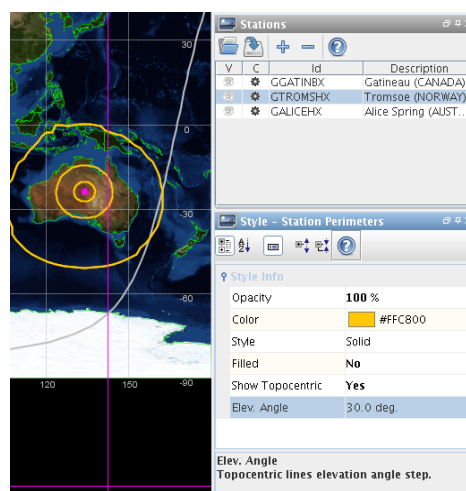 30
0
-30
-60
120
150
-90
Stations
V C Id Description
GGATINBX Gatineau (CANADA)
GTROMSHX Tromsoe (NORWAY)
GALICEHX Alice Spring (AUST...
Style - Station Perimeters
Style Info
Opacity 100 %
Color #FFC800
Style Solid
Filled No
Show Topocentric Yes
Elev. Angle 30.0 deg.
Elev. Angle
Topocentric lines elevation angle step.